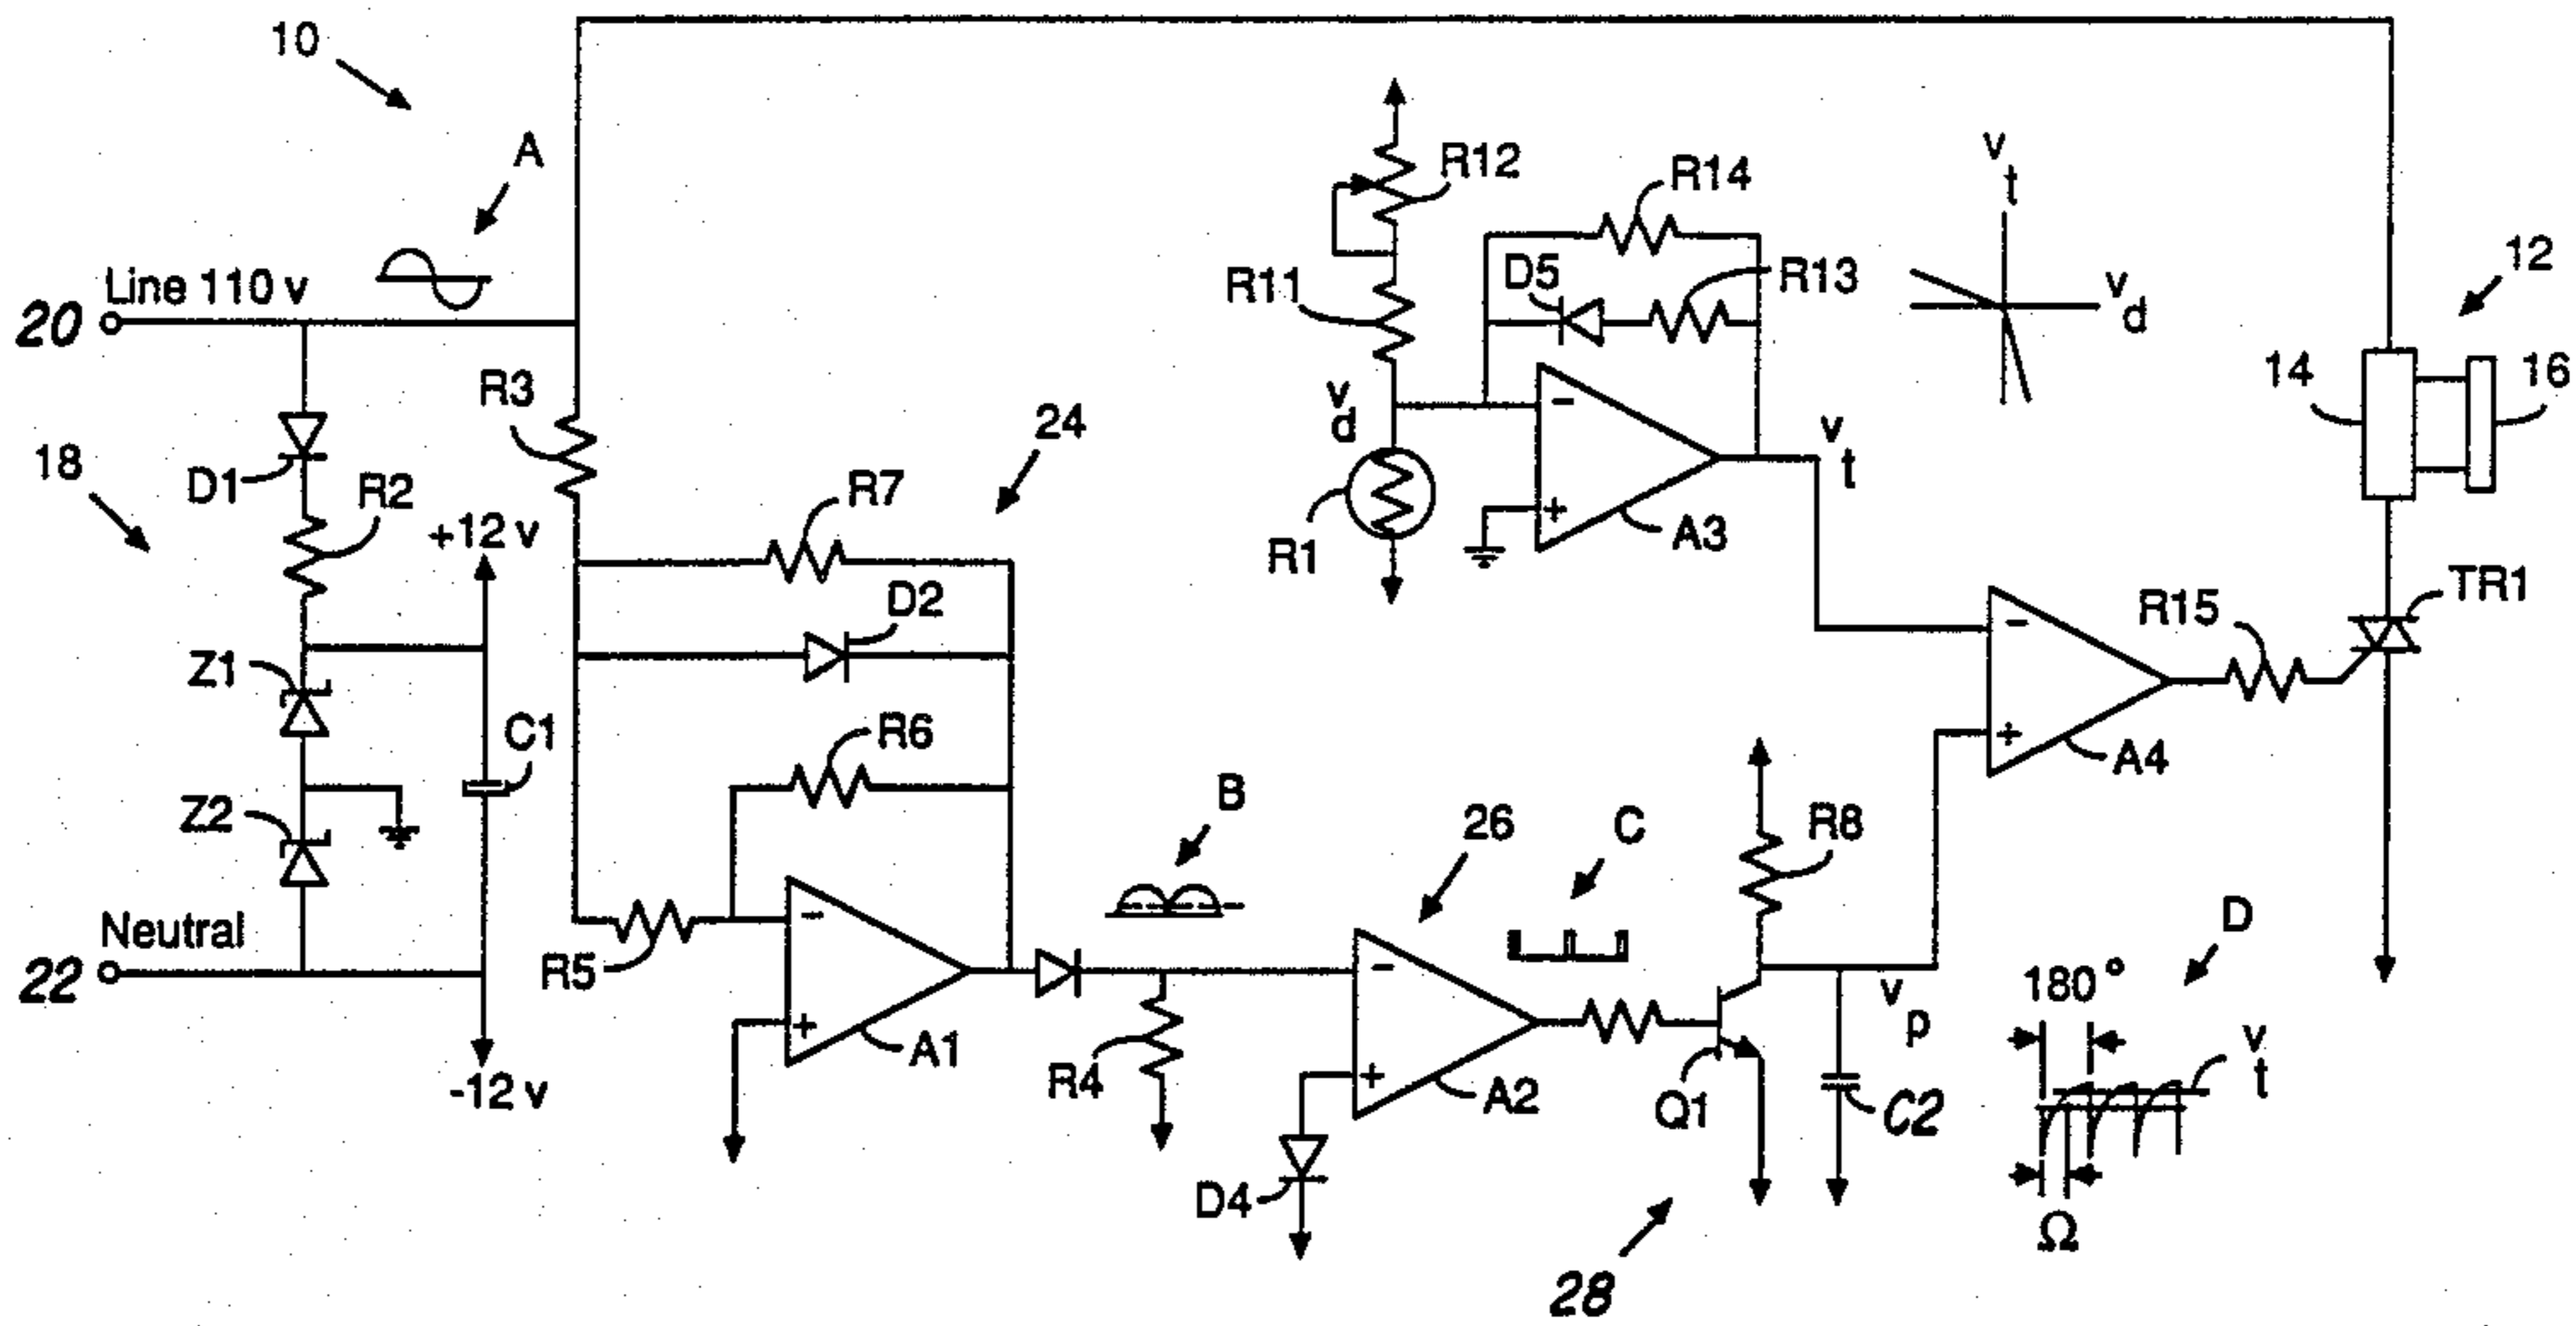 10
A
R12
R14
V
t
V
d
12
D5
R13
R11
20
Line 110 v
R3
14
16
V
d
V
t
24
18
D1
R2
R7
+12 v
R1
A3
TR1
D2
R15
Z1
C1
R6
A4
B
26
C
R8
Z2
D
Neutral
22
R5
A1
180°
V
p
V
t
R4
A2
Q1
C2
-12 v
D4
Ω
28